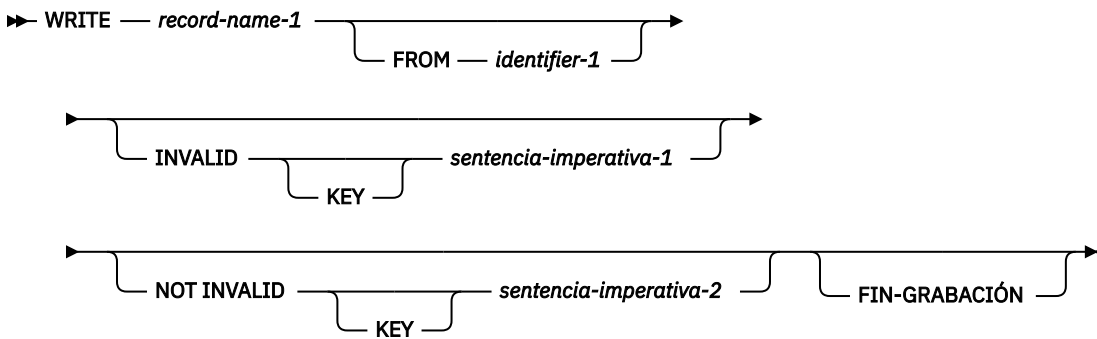 WRITE record-name-1
FROM identifier-1
INVALID sentencia-imperativa-1
KEY
NOT INVALID sentencia-imperativa-2 FIN-GRABACIÓN
KEY